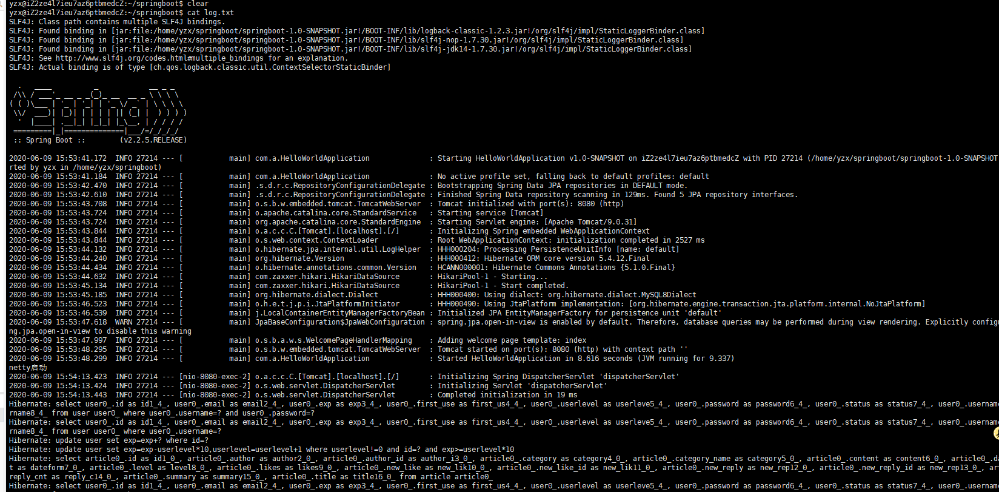 yzx@iZ2ze4l7ieu7az6ptbmedcZ:~/springboot$ clear
yzx@iZ2ze4l7ieu7az6ptbmedcZ:~/springboot$ cat log.txt
SLF4J: Class path contains multiple SLF4J bindings.
SLF4J: Found binding in [jar:file:/home/yzx/springboot/springboot-1.0-SNAPSHOT.jar!/BOOT-INF/lib/logback-classic-1.2.3.jar!/org/slf4j/impl/StaticLoggerBinder.class]
SLF4J: Found binding in [jar:file:/home/yzx/springboot/springboot-1.0-SNAPSHOT.jar!/BOOT-INF/lib/slf4j-nop-1.7.30.jar!/org/slf4j/impl/StaticLoggerBinder.class]
SLF4J: Found binding in [jar:file:/home/yzx/springboot/springboot-1.0-SNAPSHOT.jar!/BOOT-INF/lib/slf4j-jdk14-1.7.30.jar!/org/slf4j/impl/StaticLoggerBinder.class]
SLF4J: See http://www.slf4j.org/codes.html#multiple_bindings for an explanation.
SLF4J: Actual binding is of type [ch.qos.logback.classic.util.ContextSelectorStaticBinder]
  .   ____          _            __ _ _
 /\\ / ___'_ __ _ _(_)_ __  __ _ \ \ \ \
( ( )\___ | '_ | '_| | '_ \/ _` | \ \ \ \
 \\/  ___)| |_)| | | | | || (_| |  ) ) ) )
  '  |____| .__|_| |_|_| |_\__, | / / / /
 =========|_|==============|___/=/_/_/_/
 :: Spring Boot ::        (v2.2.5.RELEASE)
2020-06-09 15:53:41.172  INFO 27214 --- [           main] com.a.HelloWorldApplication              : Starting HelloWorldApplication v1.0-SNAPSHOT on iZ2ze4l7ieu7az6ptbmedcZ with PID 27214 (/home/yzx/springboot/springboot-1.0-SNAPSHOT
rted by yzx in /home/yzx/springboot)
2020-06-09 15:53:41.184  INFO 27214 --- [           main] com.a.HelloWorldApplication              : No active profile set, falling back to default profiles: default
2020-06-09 15:53:42.470  INFO 27214 --- [           main] .s.d.r.c.RepositoryConfigurationDelegate : Bootstrapping Spring Data JPA repositories in DEFAULT mode.
2020-06-09 15:53:42.610  INFO 27214 --- [           main] .s.d.r.c.RepositoryConfigurationDelegate : Finished Spring Data repository scanning in 129ms. Found 5 JPA repository interfaces.
2020-06-09 15:53:43.708  INFO 27214 --- [           main] o.s.b.w.embedded.tomcat.TomcatWebServer  : Tomcat initialized with port(s): 8080 (http)
2020-06-09 15:53:43.724  INFO 27214 --- [           main] o.apache.catalina.core.StandardService   : Starting service [Tomcat]
2020-06-09 15:53:43.724  INFO 27214 --- [           main] org.apache.catalina.core.StandardEngine  : Starting Servlet engine: [Apache Tomcat/9.0.31]
2020-06-09 15:53:43.844  INFO 27214 --- [           main] o.a.c.c.C.[Tomcat].[localhost].[/]       : Initializing Spring embedded WebApplicationContext
2020-06-09 15:53:43.844  INFO 27214 --- [           main] o.s.web.context.ContextLoader            : Root WebApplicationContext: initialization completed in 2527 ms
2020-06-09 15:53:44.132  INFO 27214 --- [           main] o.hibernate.jpa.internal.util.LogHelper  : HHH000204: Processing PersistenceUnitInfo [name: default]
2020-06-09 15:53:44.240  INFO 27214 --- [           main] org.hibernate.Version                    : HHH000412: Hibernate ORM core version 5.4.12.Final
2020-06-09 15:53:44.434  INFO 27214 --- [           main] o.hibernate.annotations.common.Version   : HCANN000001: Hibernate Commons Annotations {5.1.0.Final}
2020-06-09 15:53:44.632  INFO 27214 --- [           main] com.zaxxer.hikari.HikariDataSource       : HikariPool-1 - Starting...
2020-06-09 15:53:45.134  INFO 27214 --- [           main] com.zaxxer.hikari.HikariDataSource       : HikariPool-1 - Start completed.
2020-06-09 15:53:45.185  INFO 27214 --- [           main] org.hibernate.dialect.Dialect            : HHH000400: Using dialect: org.hibernate.dialect.MySQL8Dialect
2020-06-09 15:53:46.523  INFO 27214 --- [           main] o.h.e.t.j.p.i.JtaPlatformInitiator       : HHH000490: Using JtaPlatform implementation: [org.hibernate.engine.transaction.jta.platform.internal.NoJtaPlatform]
2020-06-09 15:53:46.539  INFO 27214 --- [           main] j.LocalContainerEntityManagerFactoryBean : Initialized JPA EntityManagerFactory for persistence unit 'default'
2020-06-09 15:53:47.618  WARN 27214 --- [           main] JpaBaseConfiguration$JpaWebConfiguration : spring.jpa.open-in-view is enabled by default. Therefore, database queries may be performed during view rendering. Explicitly config
ng.jpa.open-in-view to disable this warning
2020-06-09 15:53:47.997  INFO 27214 --- [           main] o.s.b.a.w.s.WelcomePageHandlerMapping    : Adding welcome page template: index
2020-06-09 15:53:48.295  INFO 27214 --- [           main] o.s.b.w.embedded.tomcat.TomcatWebServer  : Tomcat started on port(s): 8080 (http) with context path ''
2020-06-09 15:53:48.299  INFO 27214 --- [           main] com.a.HelloWorldApplication              : Started HelloWorldApplication in 8.616 seconds (JVM running for 9.337)
netty启动
2020-06-09 15:54:13.423  INFO 27214 --- [nio-8080-exec-2] o.a.c.c.C.[Tomcat].[localhost].[/]       : Initializing Spring DispatcherServlet 'dispatcherServlet'
2020-06-09 15:54:13.424  INFO 27214 --- [nio-8080-exec-2] o.s.web.servlet.DispatcherServlet        : Initializing Servlet 'dispatcherServlet'
2020-06-09 15:54:13.443  INFO 27214 --- [nio-8080-exec-2] o.s.web.servlet.DispatcherServlet        : Completed initialization in 19 ms
Hibernate: select user0_.id as id1_4_, user0_.email as email2_4_, user0_.exp as exp3_4_, user0_.first_use as first_us4_4_, user0_.userlevel as userleve5_4_, user0_.password as password6_4_, user0_.status as status7_4_, user0_.usernam
rname8_4_ from user user0_ where user0_.username=? and user0_.password=?
Hibernate: select user0_.id as id1_4_, user0_.email as email2_4_, user0_.exp as exp3_4_, user0_.first_use as first_us4_4_, user0_.userlevel as userleve5_4_, user0_.password as password6_4_, user0_.status as status7_4_, user0_.usernam
rname8_4_ from user user0_ where user0_.username=?
Hibernate: update user set exp=exp+? where id=?
Hibernate: update user set exp=exp-userlevel*10,userlevel=userlevel+1 where userlevel!=0 and id=? and exp>=userlevel*10
Hibernate: select article0_.id as id1_0_, article0_.author as author2_0_, article0_.author_id as author_i3_0_, article0_.category as category4_0_, article0_.category_name as category5_0_, article0_.content as content6_0_, article0_.da
t as dateform7_0_, article0_.level as level8_0_, article0_.likes as likes9_0_, article0_.new_like as new_lik10_0_, article0_.new_like_id as new_lik11_0_, article0_.new_reply as new_rep12_0_, article0_.new_reply_id as new_rep13_0_, ar
reply_cnt as reply_c14_0_, article0_.summary as summary15_0_, article0_.title as title16_0_ from article article0_
Hibernate: select user0_.id as id1_4_, user0_.email as email2_4_, user0_.exp as exp3_4_, user0_.first_use as first_us4_4_, user0_.userlevel as userleve5_4_, user0_.password as password6_4_, user0_.status as status7_4_, user0_.usernam